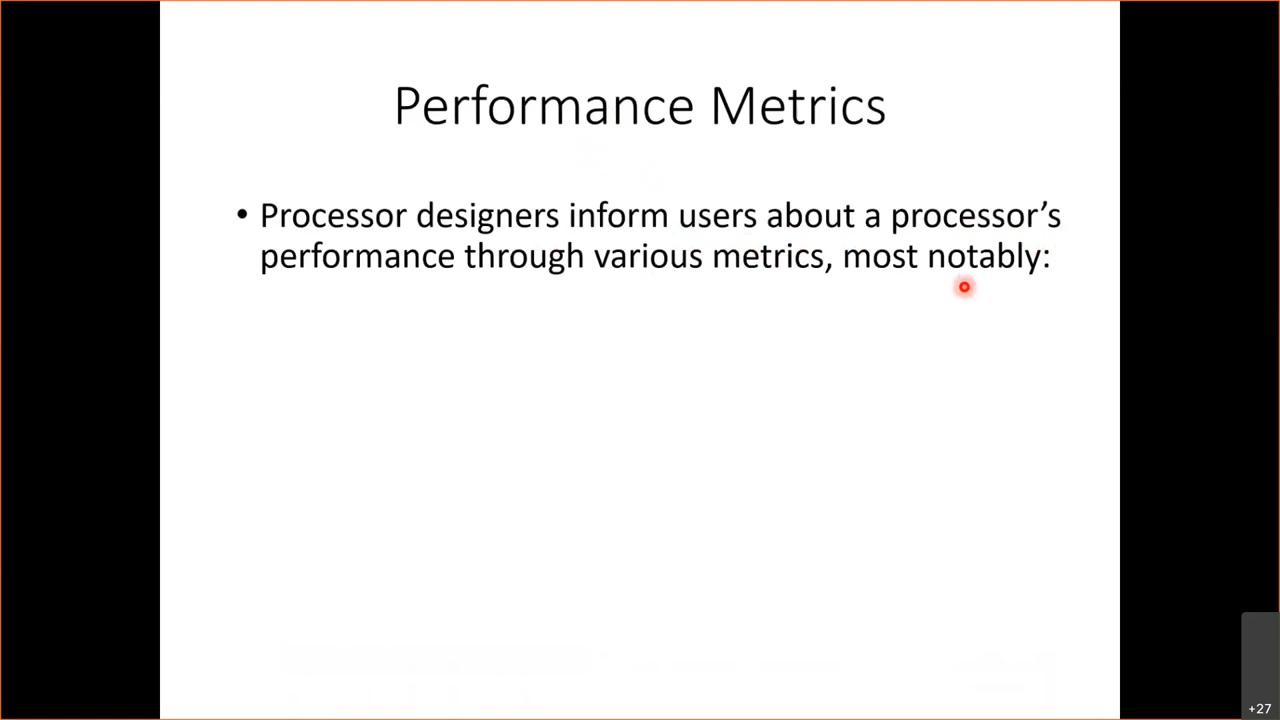 Performance Metrics
• Processor designers inform users about a processor’s
performance through various metrics, most notably:
+27